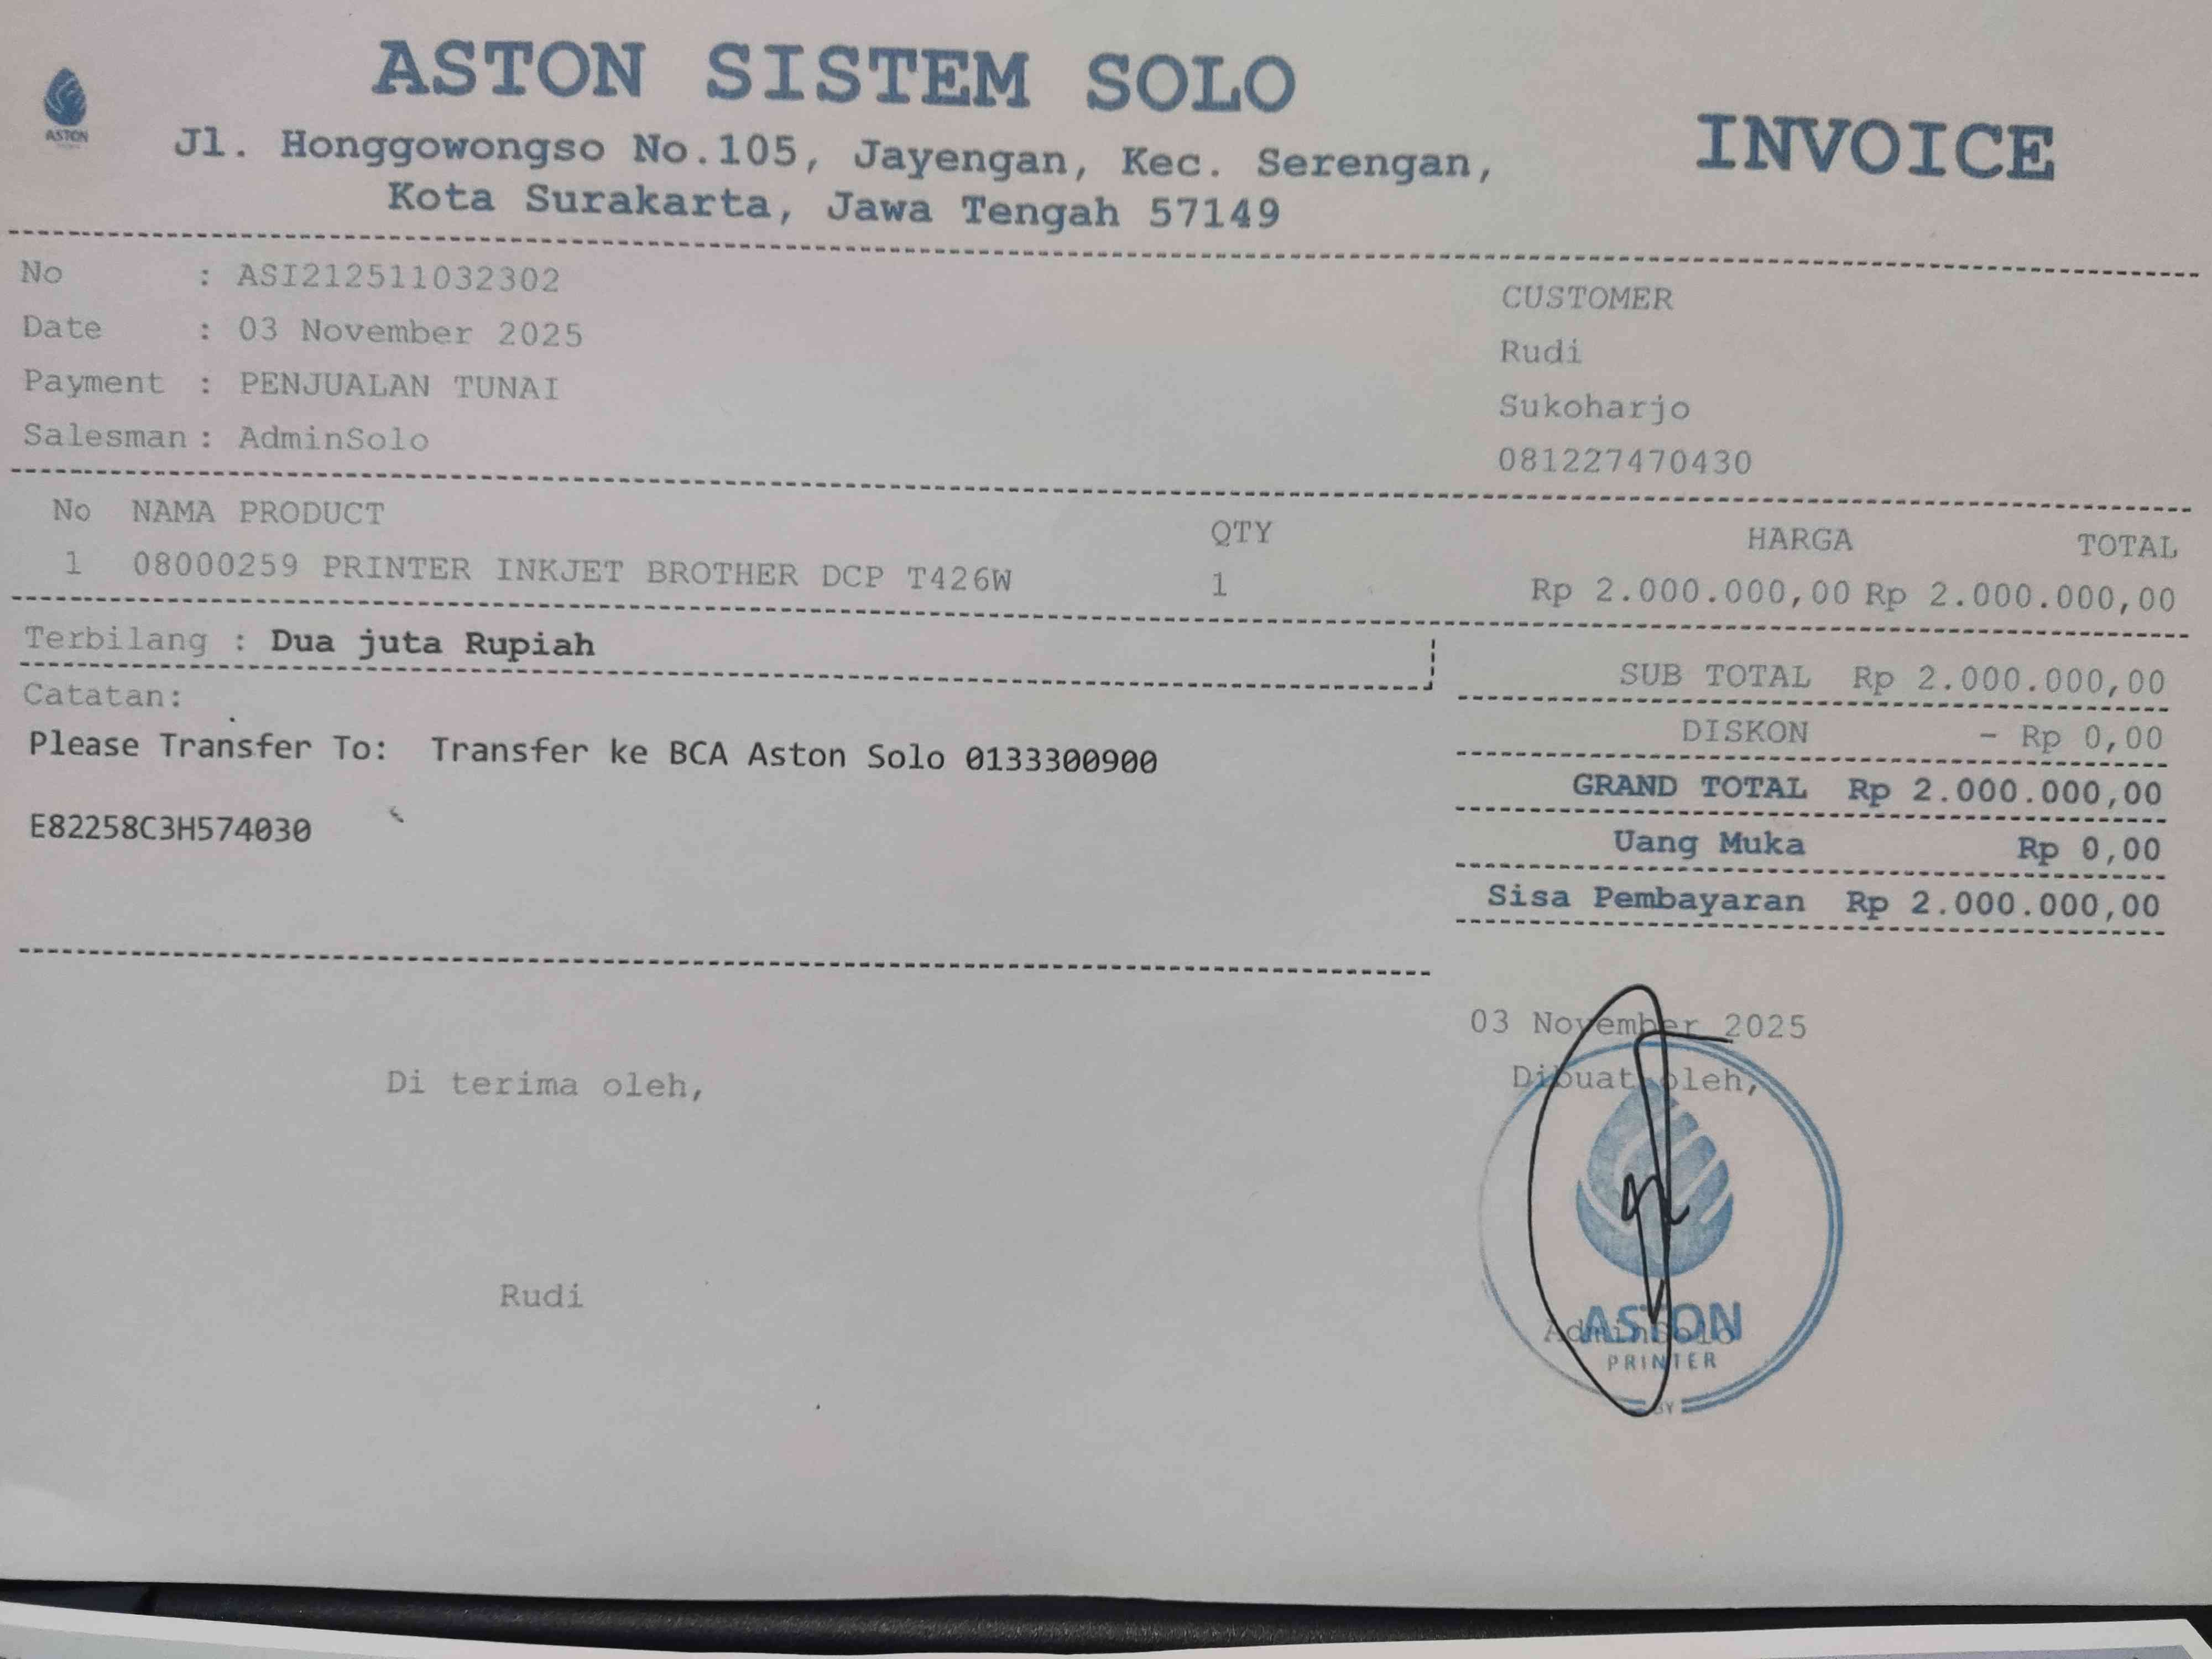 ASTON SISTEM SOLO
ASTON
Jl. Honggowongso No.105, Jayengan, Kec. Serengan,
Kota Surakarta, Jawa Tengah 57149
INVOICE
No : ASI212511032302
Date : 03 November 2025
Payment : PENJUALAN TUNAI
Salesman : AdminSolo
CUSTOMER
Rudi
Sukoharjo
081227470430
No NAMA PRODUCT QTY HARGA TOTAL
1 08000259 PRINTER INKJET BROTHER DCP T426W 1 Rp 2.000.000,00 Rp 2.000.000,00
Terbilang : Dua juta Rupiah
Catatan:
Please Transfer To: Transfer ke BCA Aston Solo 0133300900
E82258C3H574030
SUB TOTAL Rp 2.000.000,00
DISKON - Rp 0,00
GRAND TOTAL Rp 2.000.000,00
Uang Muka Rp 0,00
Sisa Pembayaran Rp 2.000.000,00
03 November 2025
Di terima oleh,
Dibuat oleh,
Rudi
AdminSolo
ASTON
PRINTER
BY